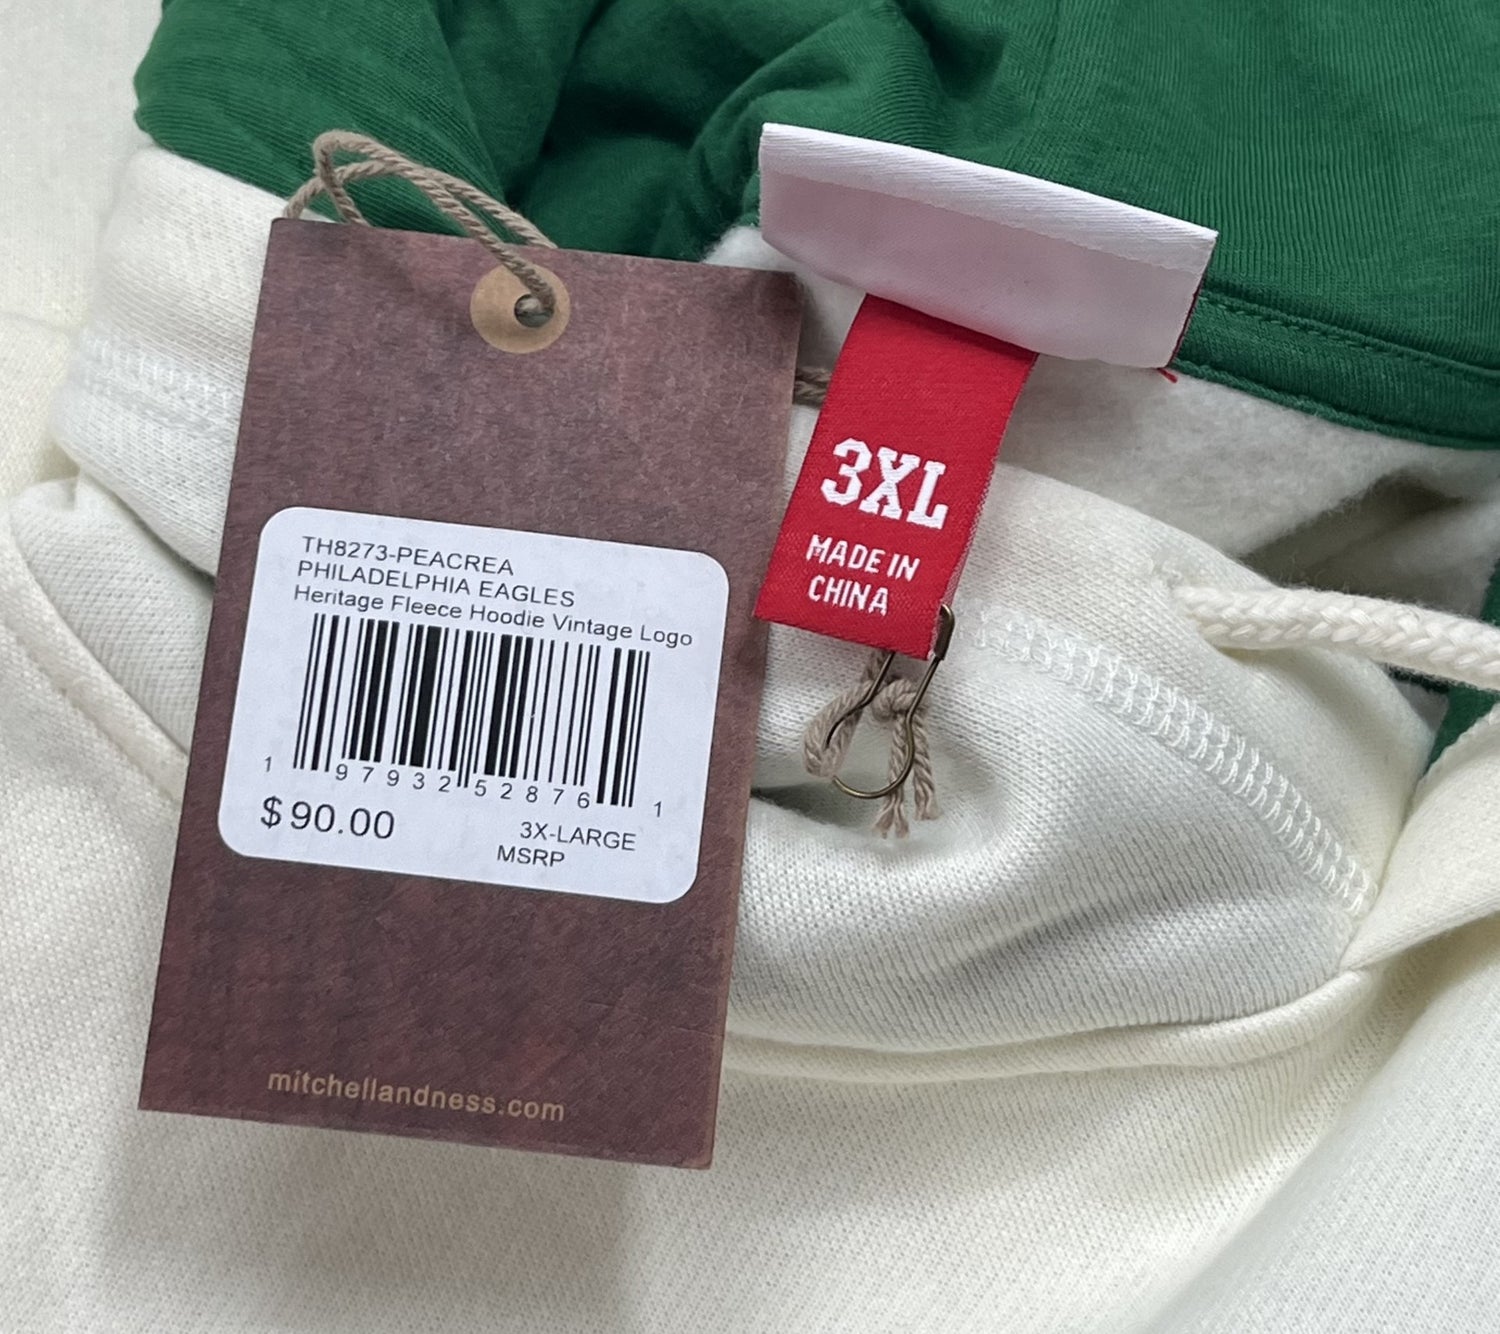 TH8273-PEACREA
PHILADELPHIA EAGLES
Heritage Fleece Hoodie Vintage Logo
1 97932 52876 1
$90.00
3X-LARGE
MSRP
mitchellandness.com
3XL
MADE IN
CHINA